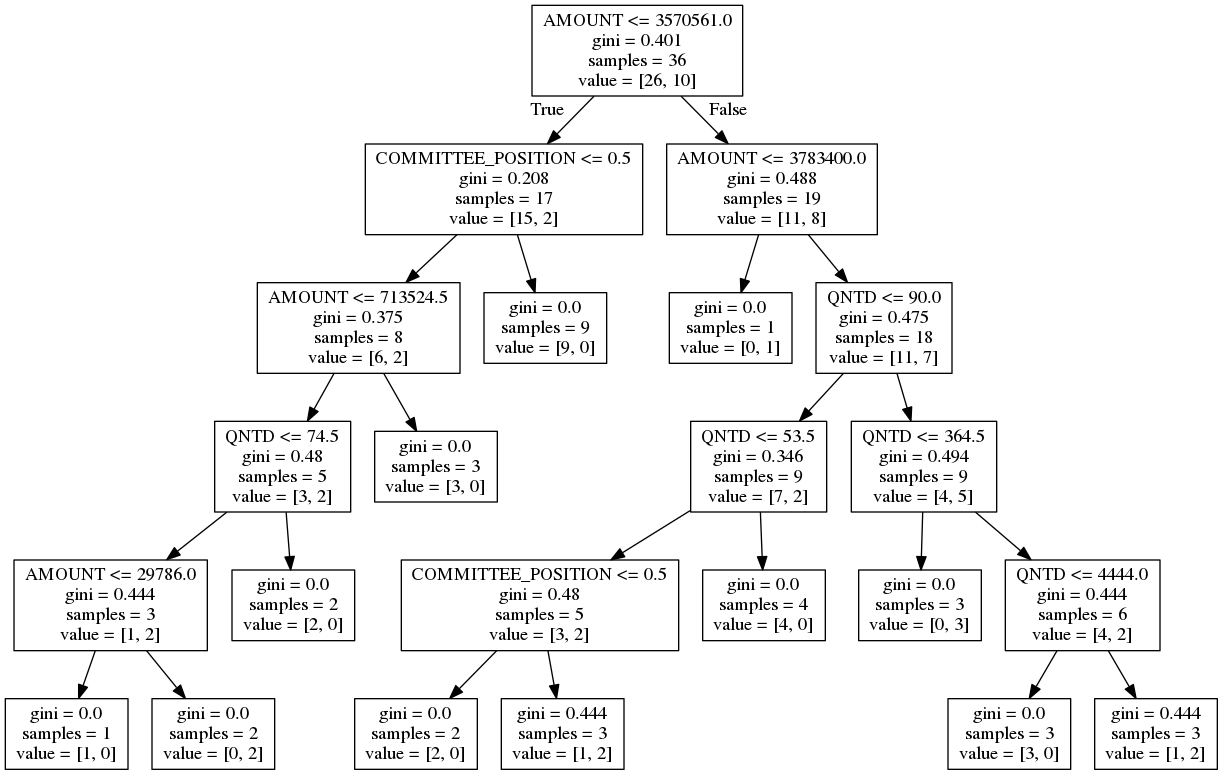 AMOUNT <= 3570561.0
gini = 0.401
samples = 36
value = [26, 10]
True
False
COMMITTEE_POSITION <= 0.5
gini = 0.208
samples = 17
value = [15, 2]
AMOUNT <= 3783400.0
gini = 0.488
samples = 19
value = [11, 8]
AMOUNT <= 713524.5
gini = 0.375
samples = 8
value = [6, 2]
gini = 0.0
samples = 9
value = [9, 0]
gini = 0.0
samples = 1
value = [0, 1]
QNTD <= 90.0
gini = 0.475
samples = 18
value = [11, 7]
QNTD <= 74.5
gini = 0.48
samples = 5
value = [3, 2]
gini = 0.0
samples = 3
value = [3, 0]
QNTD <= 53.5
gini = 0.346
samples = 9
value = [7, 2]
QNTD <= 364.5
gini = 0.494
samples = 9
value = [4, 5]
AMOUNT <= 29786.0
gini = 0.444
samples = 3
value = [1, 2]
gini = 0.0
samples = 2
value = [2, 0]
COMMITTEE_POSITION <= 0.5
gini = 0.48
samples = 5
value = [3, 2]
gini = 0.0
samples = 4
value = [4, 0]
gini = 0.0
samples = 3
value = [0, 3]
QNTD <= 4444.0
gini = 0.444
samples = 6
value = [4, 2]
gini = 0.0
samples = 1
value = [1, 0]
gini = 0.0
samples = 2
value = [0, 2]
gini = 0.0
samples = 2
value = [2, 0]
gini = 0.444
samples = 3
value = [1, 2]
gini = 0.0
samples = 3
value = [3, 0]
gini = 0.444
samples = 3
value = [1, 2]